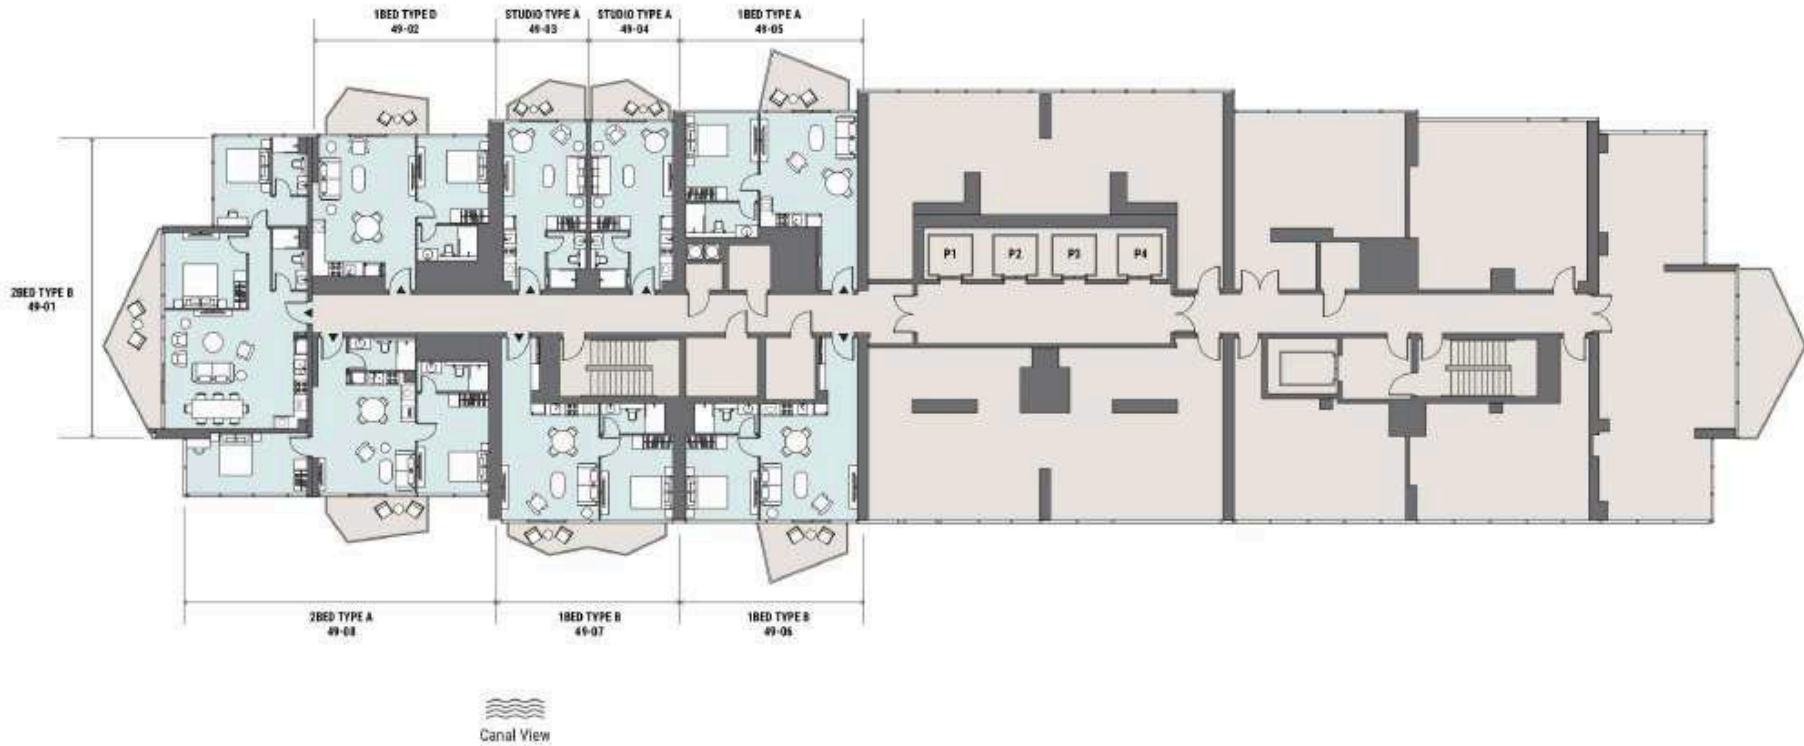 1BED TYPE D
49-02
STUDIO TYPE A
49-03
STUDIO TYPE A
49-04
1BED TYPE A
49-05
2BED TYPE B
49-01
P1
P2
P3
P4
2BED TYPE A
49-08
1BED TYPE B
49-07
1BED TYPE B
49-06
Canal View